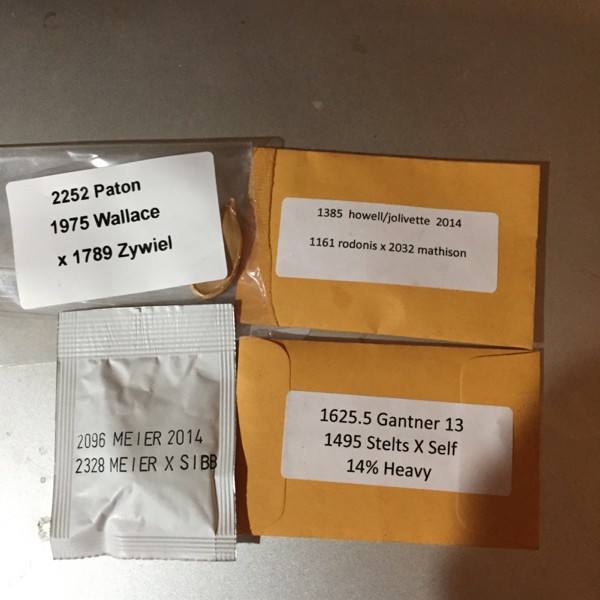 2252 Paton
1975 Wallace
x 1789 Zywiel
1385 howell/jolivette 2014
1161 rodonis x 2032 mathison
2096 MEIER 2014
2328 MEIER X SIBB
1625.5 Gantner 13
1495 Stelts X Self
14% Heavy